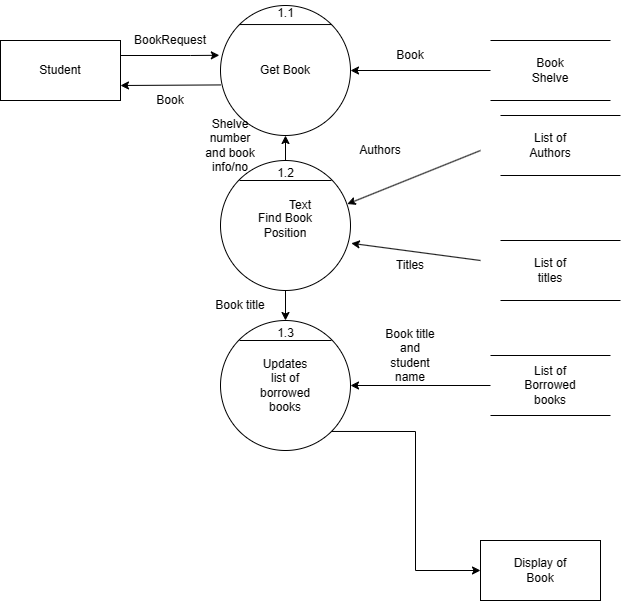 1.1
BookRequest
Student
Get Book
Book
Book
Shelve
Book
Shelve
number
and book
info/no
List of
Authors
Authors
1.2
Text
Find Book
Position
Titles
List of
titles
Book title
1.3
Updates
list of
borrowed
books
Book title
and
student
name
List of
Borrowed
books
Display of
Book